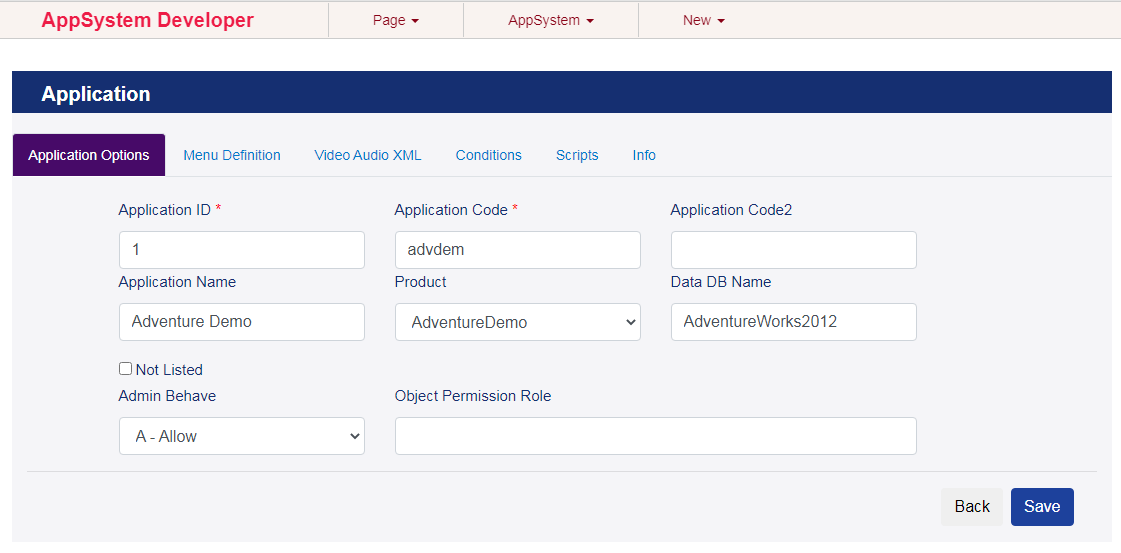 AppSystem Developer Page AppSystem New
Application
Application Options Menu Definition Video Audio XML Conditions Scripts Info
Application ID * Application Code * Application Code2
1 advdem
Application Name Product Data DB Name
Adventure Demo AdventureDemo AdventureWorks2012
Not Listed
Admin Behave Object Permission Role
A - Allow
Back Save